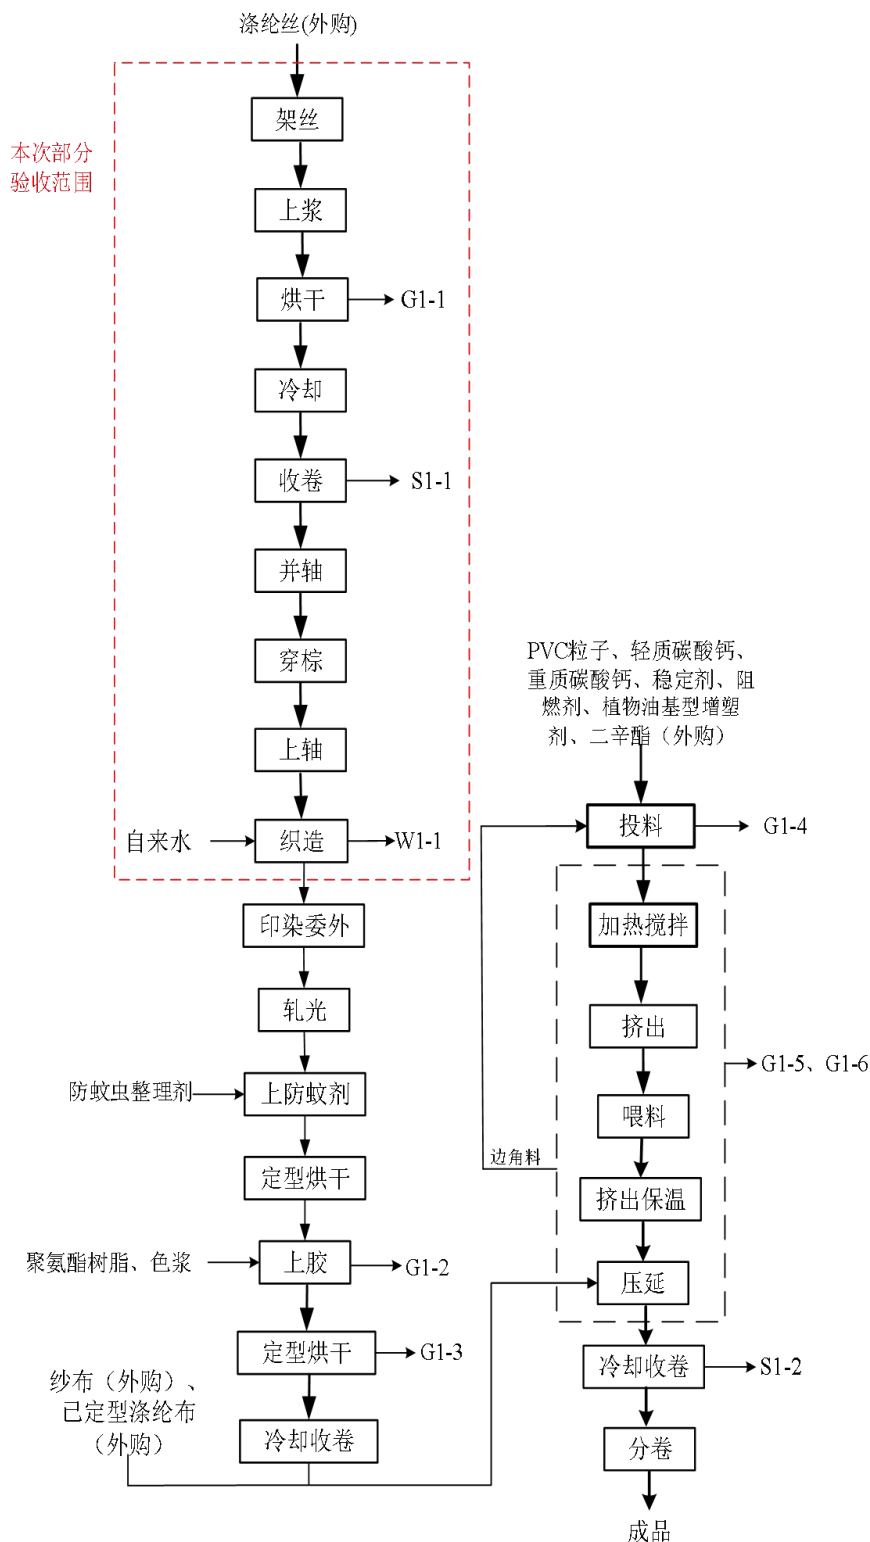 涤纶丝(外购)
本次部分
验收范围
架丝
上浆
烘干
G1-1
冷却
收卷
S1-1
并轴
穿棕
上轴
自来水
织造
W1-1
印染委外
轧光
防蚊虫整理剂
上防蚊剂
定型烘干
聚氨酯树脂、色浆
上胶
G1-2
定型烘干
G1-3
纱布（外购）、
已定型涤纶布
（外购）
冷却收卷
PVC粒子、轻质碳酸钙、
重质碳酸钙、稳定剂、阻
燃剂、植物油基型增塑
剂、二辛酯（外购）
投料
G1-4
加热搅拌
挤出
G1-5、G1-6
喂料
边角料
挤出保温
压延
冷却收卷
S1-2
分卷
成品